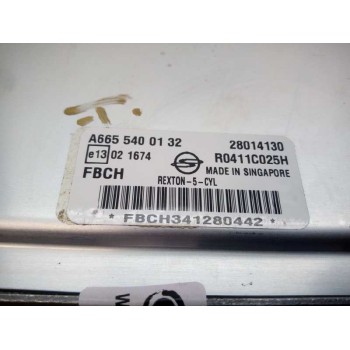 A665 540 01 32
28014130
e13 02 1674
R0411C025H
FBCH
MADE IN SINGAPORE
REXTON-5-CYL
* FBCH341280442 *